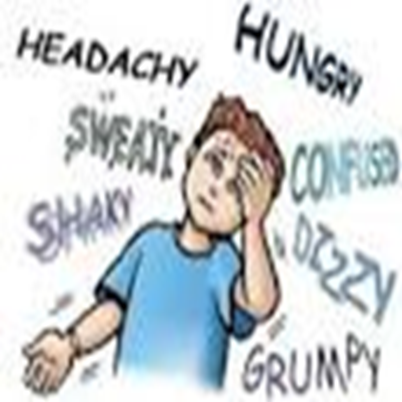 HEADACHY
HUNGRY
SWEATY
CONFUSED
SHAKY
DIZZY
GRUMPY